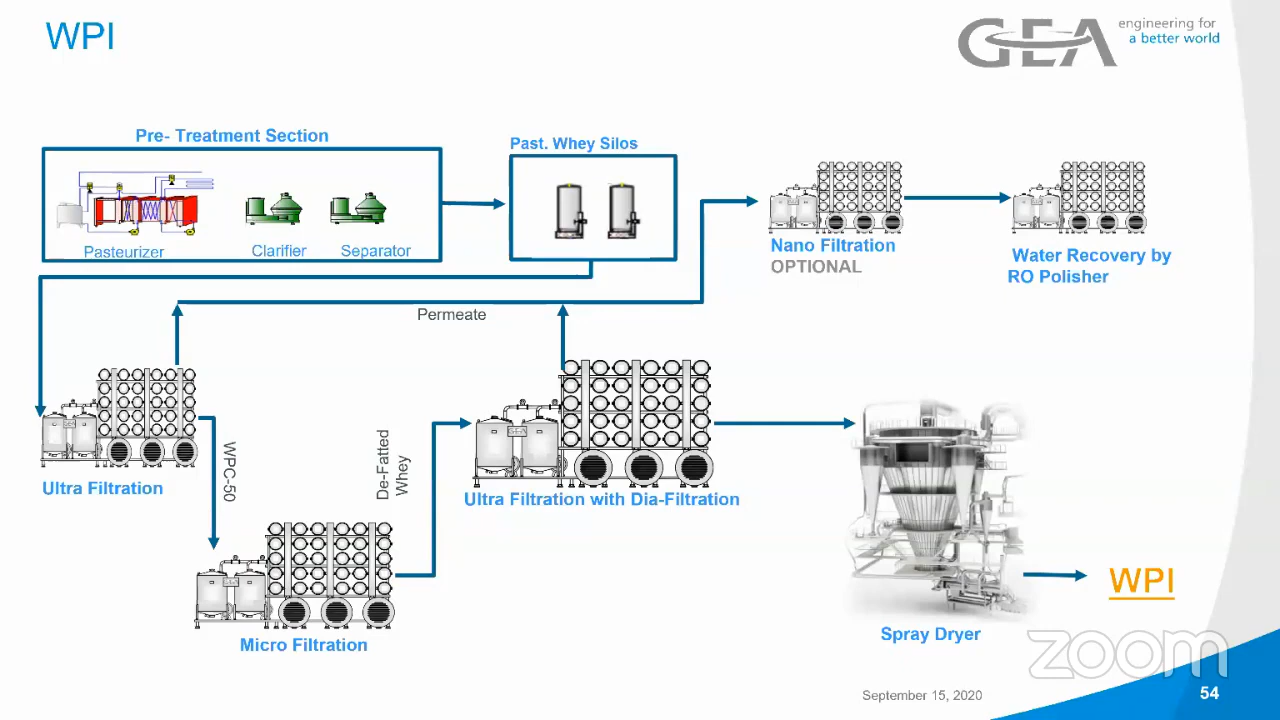 WPI
GEA
engineering for
a better world
Pre- Treatment Section
Past. Whey Silos
Pasteurizer
Clarifier
Separator
Nano Filtration
OPTIONAL
Water Recovery by
RO Polisher
Permeate
GEA
Ultra Filtration
WPC-50
De-Fatted
Whey
Ultra Filtration with Dia-Filtration
Micro Filtration
Spray Dryer
WPI
zoom
September 15, 2020
54